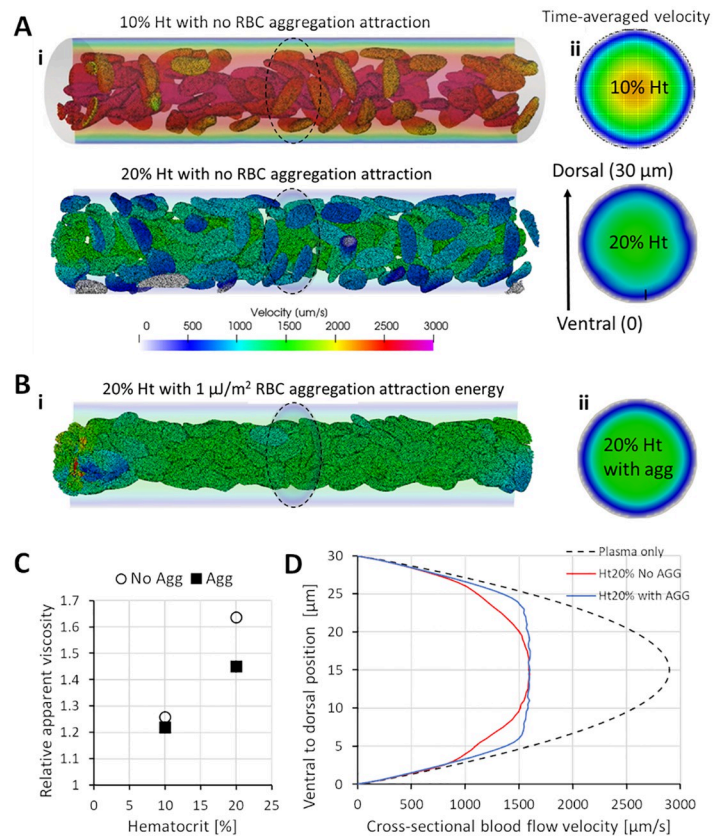 A
10% Ht with no RBC aggregation attraction
Time-averaged velocity
i
ii
10% Ht
20% Ht with no RBC aggregation attraction
Dorsal (30 µm)
20% Ht
Velocity (um/s)
0 500 1000 1500 2000 2500 3000
Ventral (0)
B
20% Ht with 1 µJ/m² RBC aggregation attraction energy
i
ii
20% Ht
with agg
C
No Agg
Agg
Relative apparent viscosity
1.7
1.6
1.5
1.4
1.3
1.2
1.1
1
0 5 10 15 20 25
Hematocrit [%]
D
Plasma only
Ht20% No AGG
Ht20% with AGG
Ventral to dorsal position [µm]
30
25
20
15
10
5
0
0 500 1000 1500 2000 2500 3000
Cross-sectional blood flow velocity [µm/s]